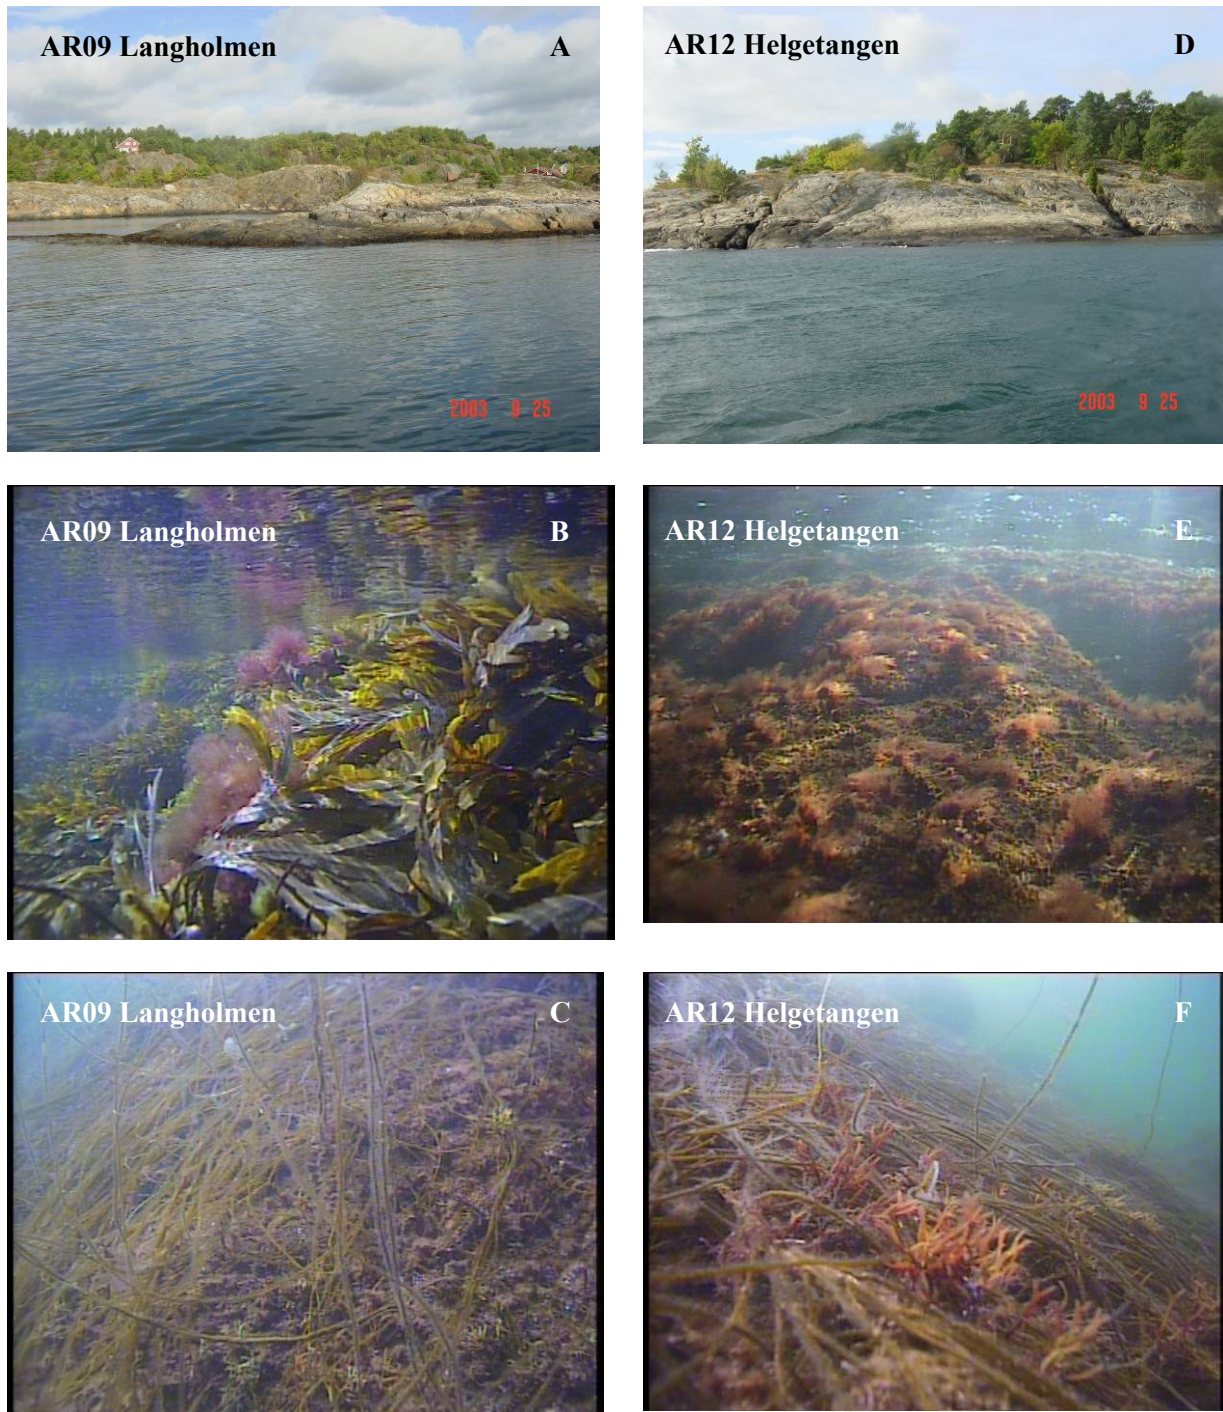 AR09 Langholmen A
AR12 Helgetangen D
2003 9 25
2003 9 25
AR09 Langholmen B
AR12 Helgetangen E
AR09 Langholmen C
AR12 Helgetangen F